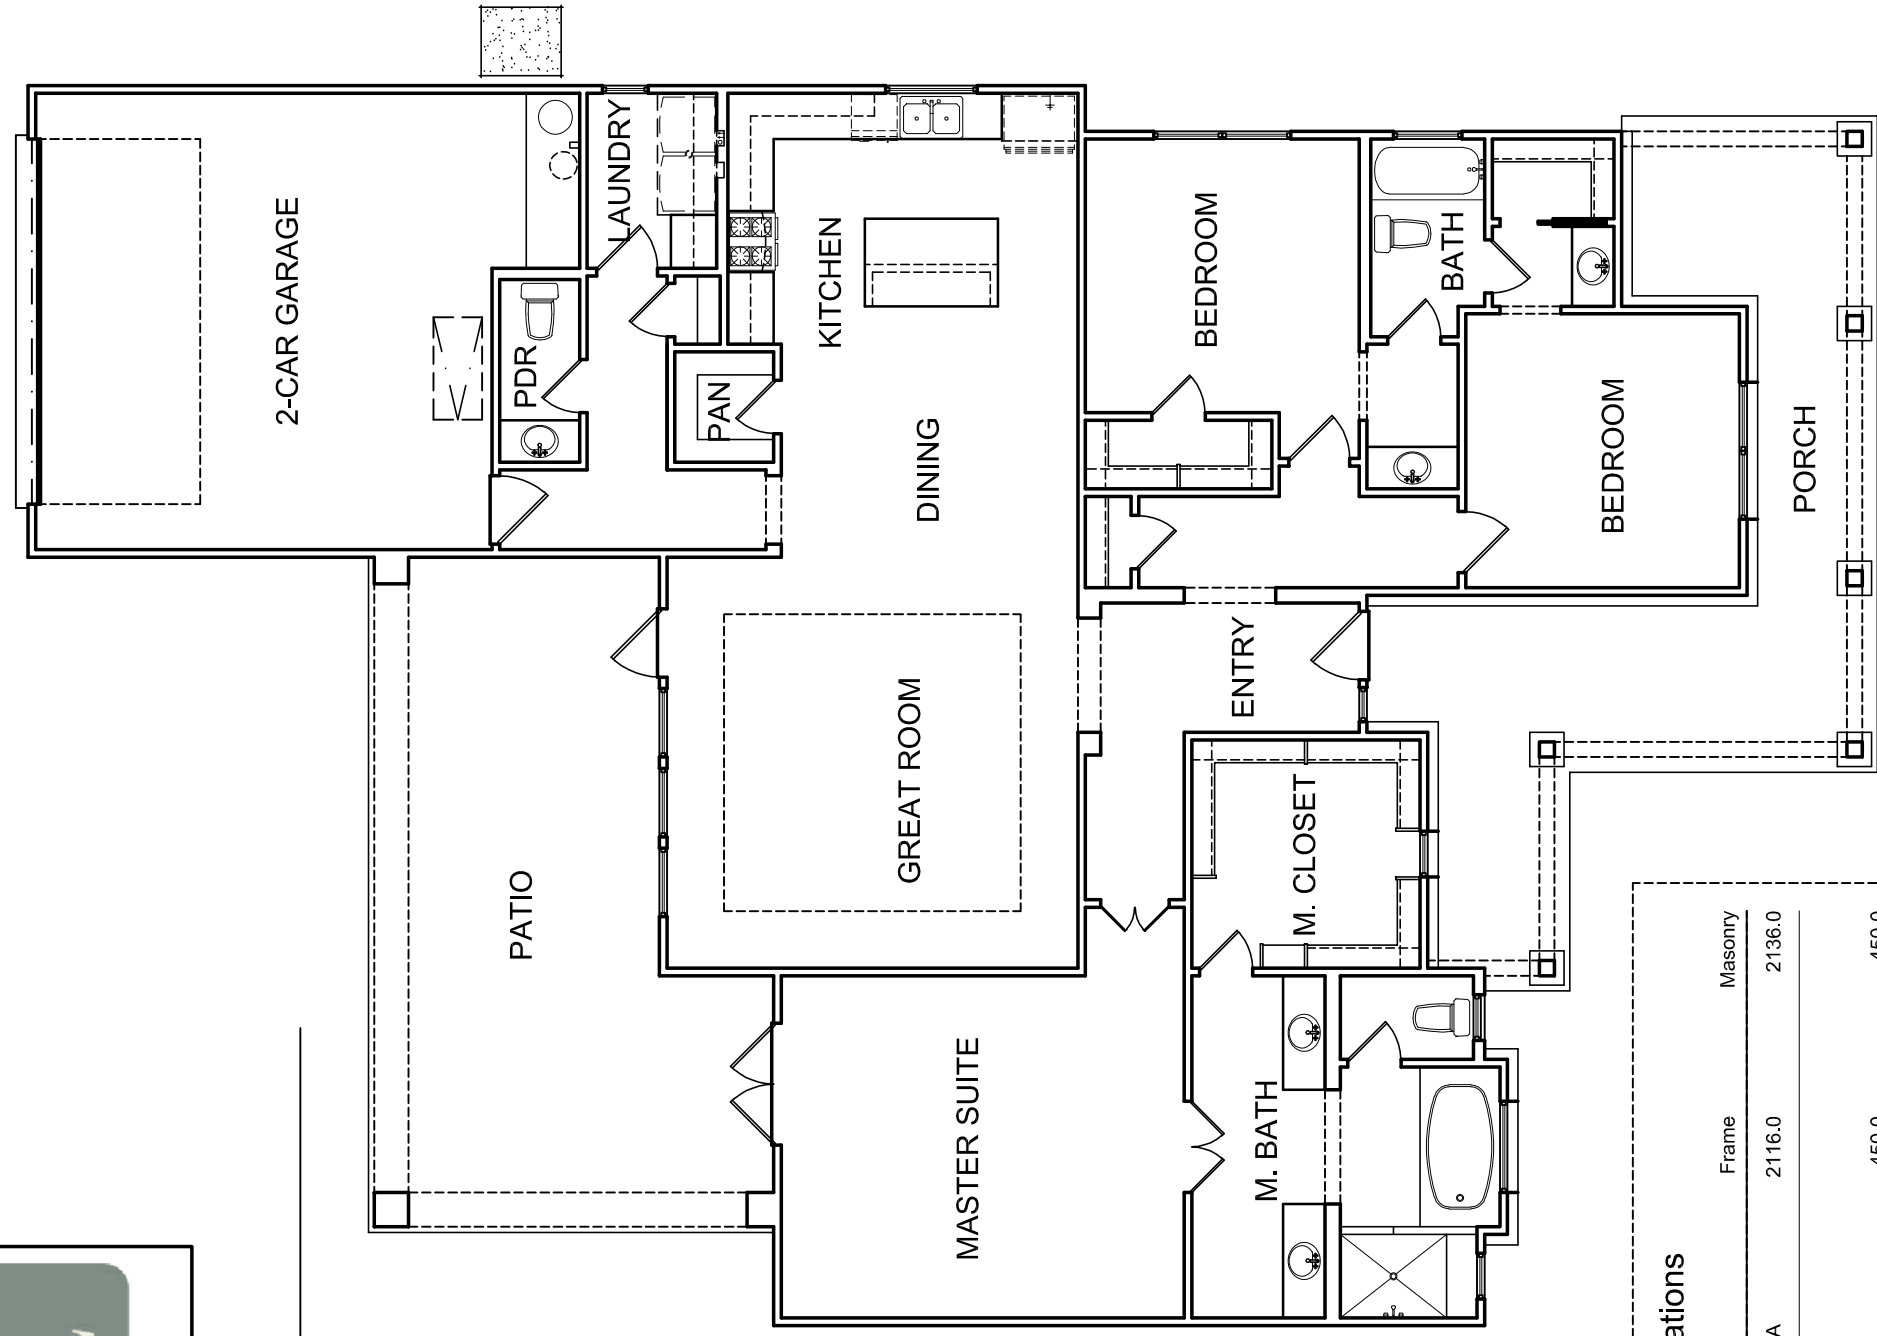 2-CAR GARAGE
LAUNDRY
PDR
PAN
KITCHEN
DINING
BEDROOM
BATH
BEDROOM
PORCH
PATIO
GREAT ROOM
ENTRY
M. CLOSET
MASTER SUITE
M. BATH
Frame Masonry
2116.0 2136.0